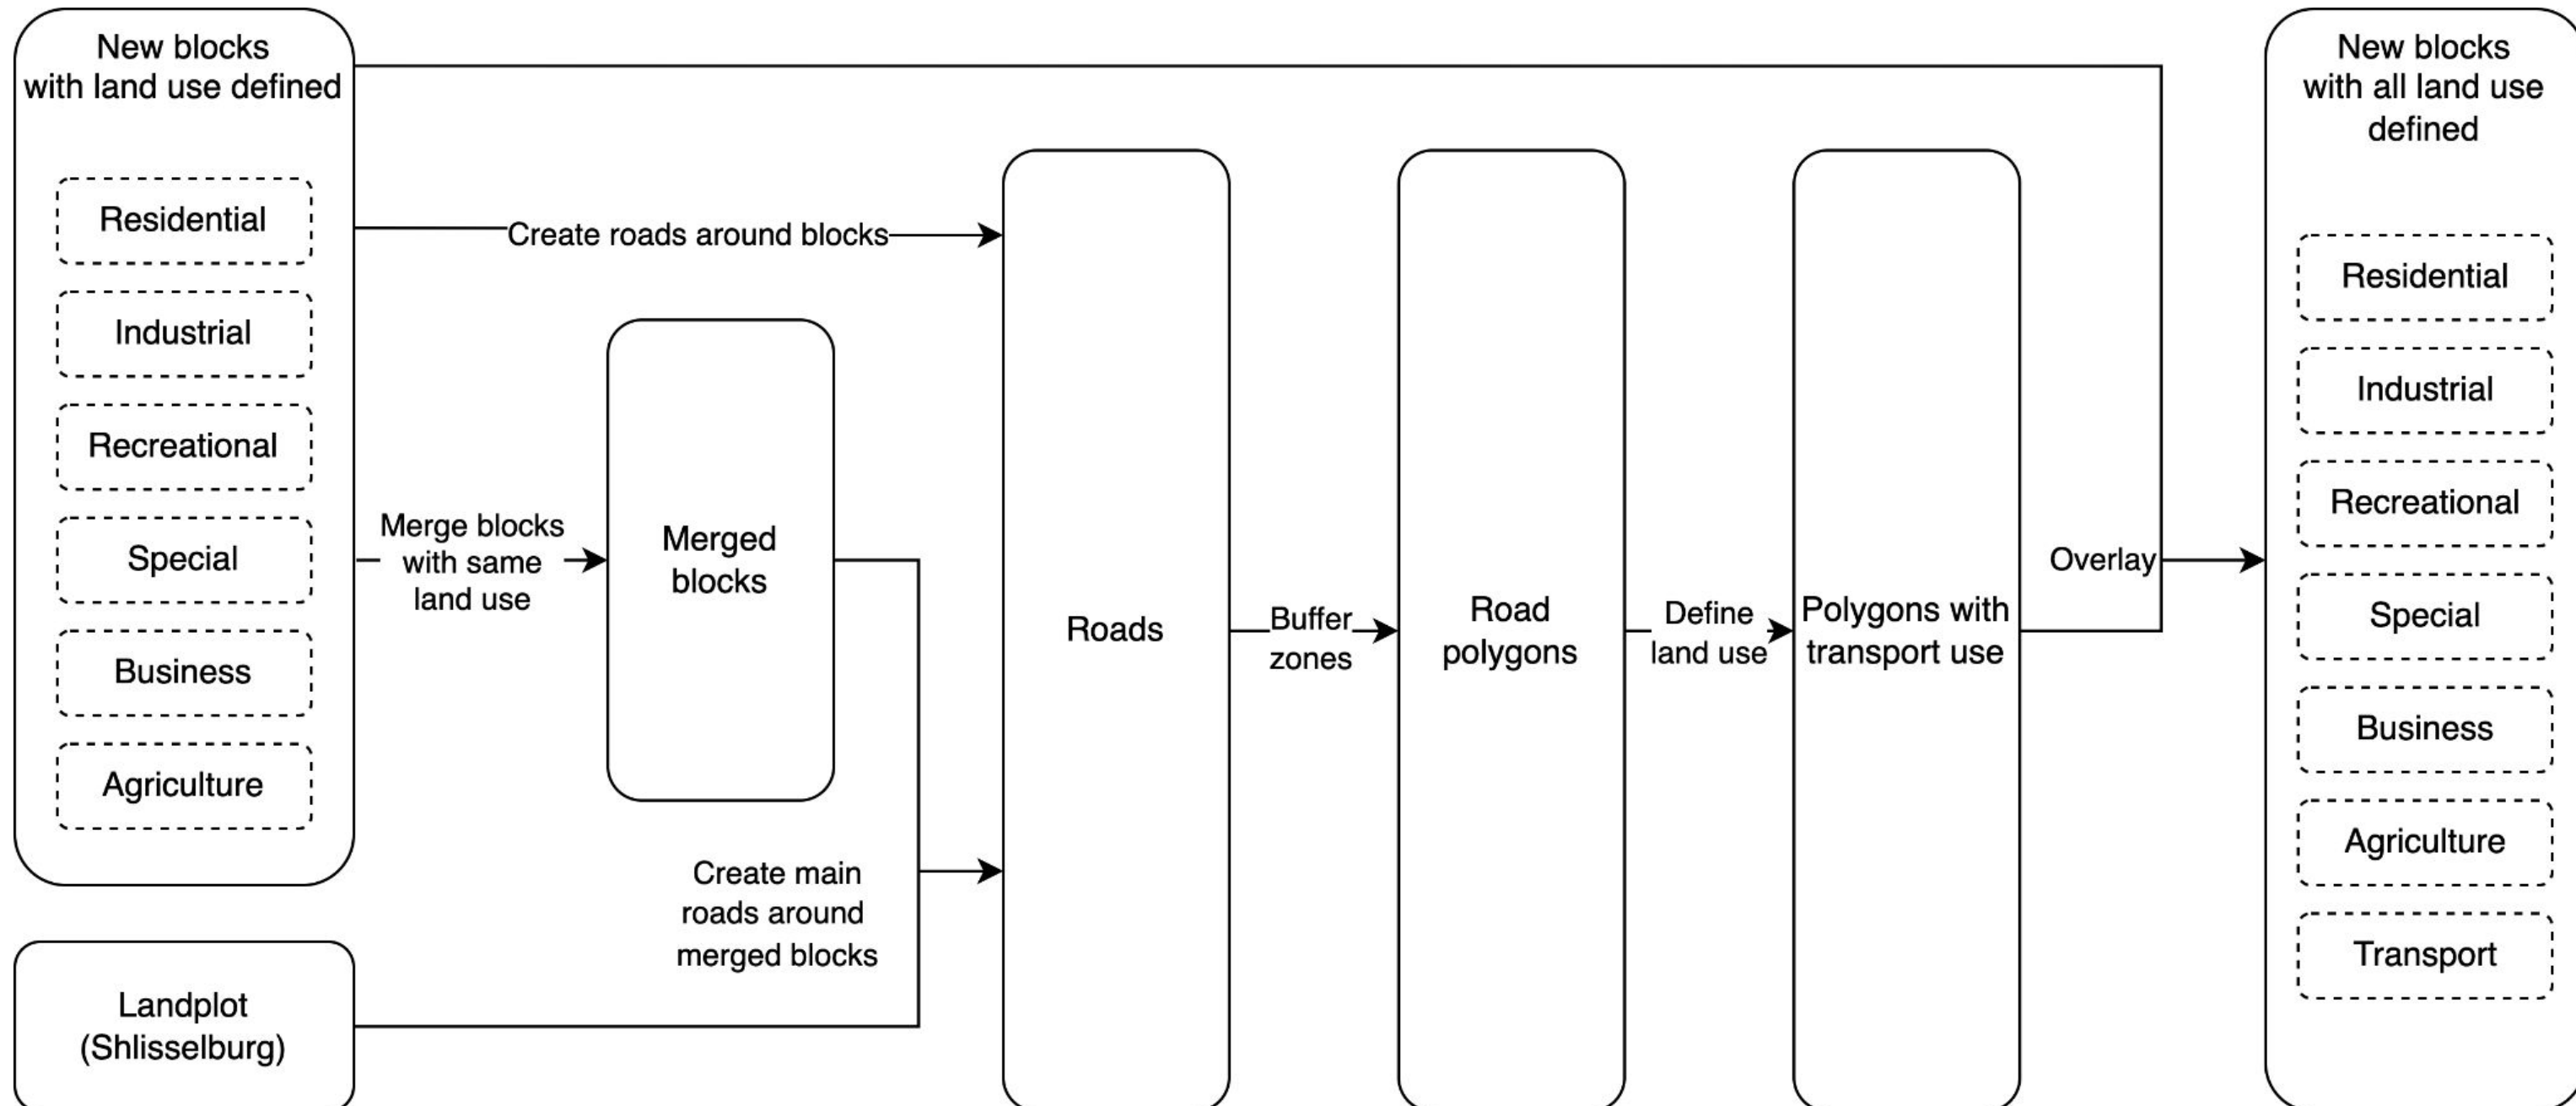 New blocks
with land use defined
Residential
Industrial
Recreational
Special
Business
Agriculture
Landplot
(Shlisselburg)
Create roads around blocks
Merge blocks
with same
land use
Merged
blocks
Create main
roads around
merged blocks
Roads
Buffer
zones
Road
polygons
Define
land use
Polygons with
transport use
Overlay
New blocks
with all land use
defined
Residential
Industrial
Recreational
Special
Business
Agriculture
Transport